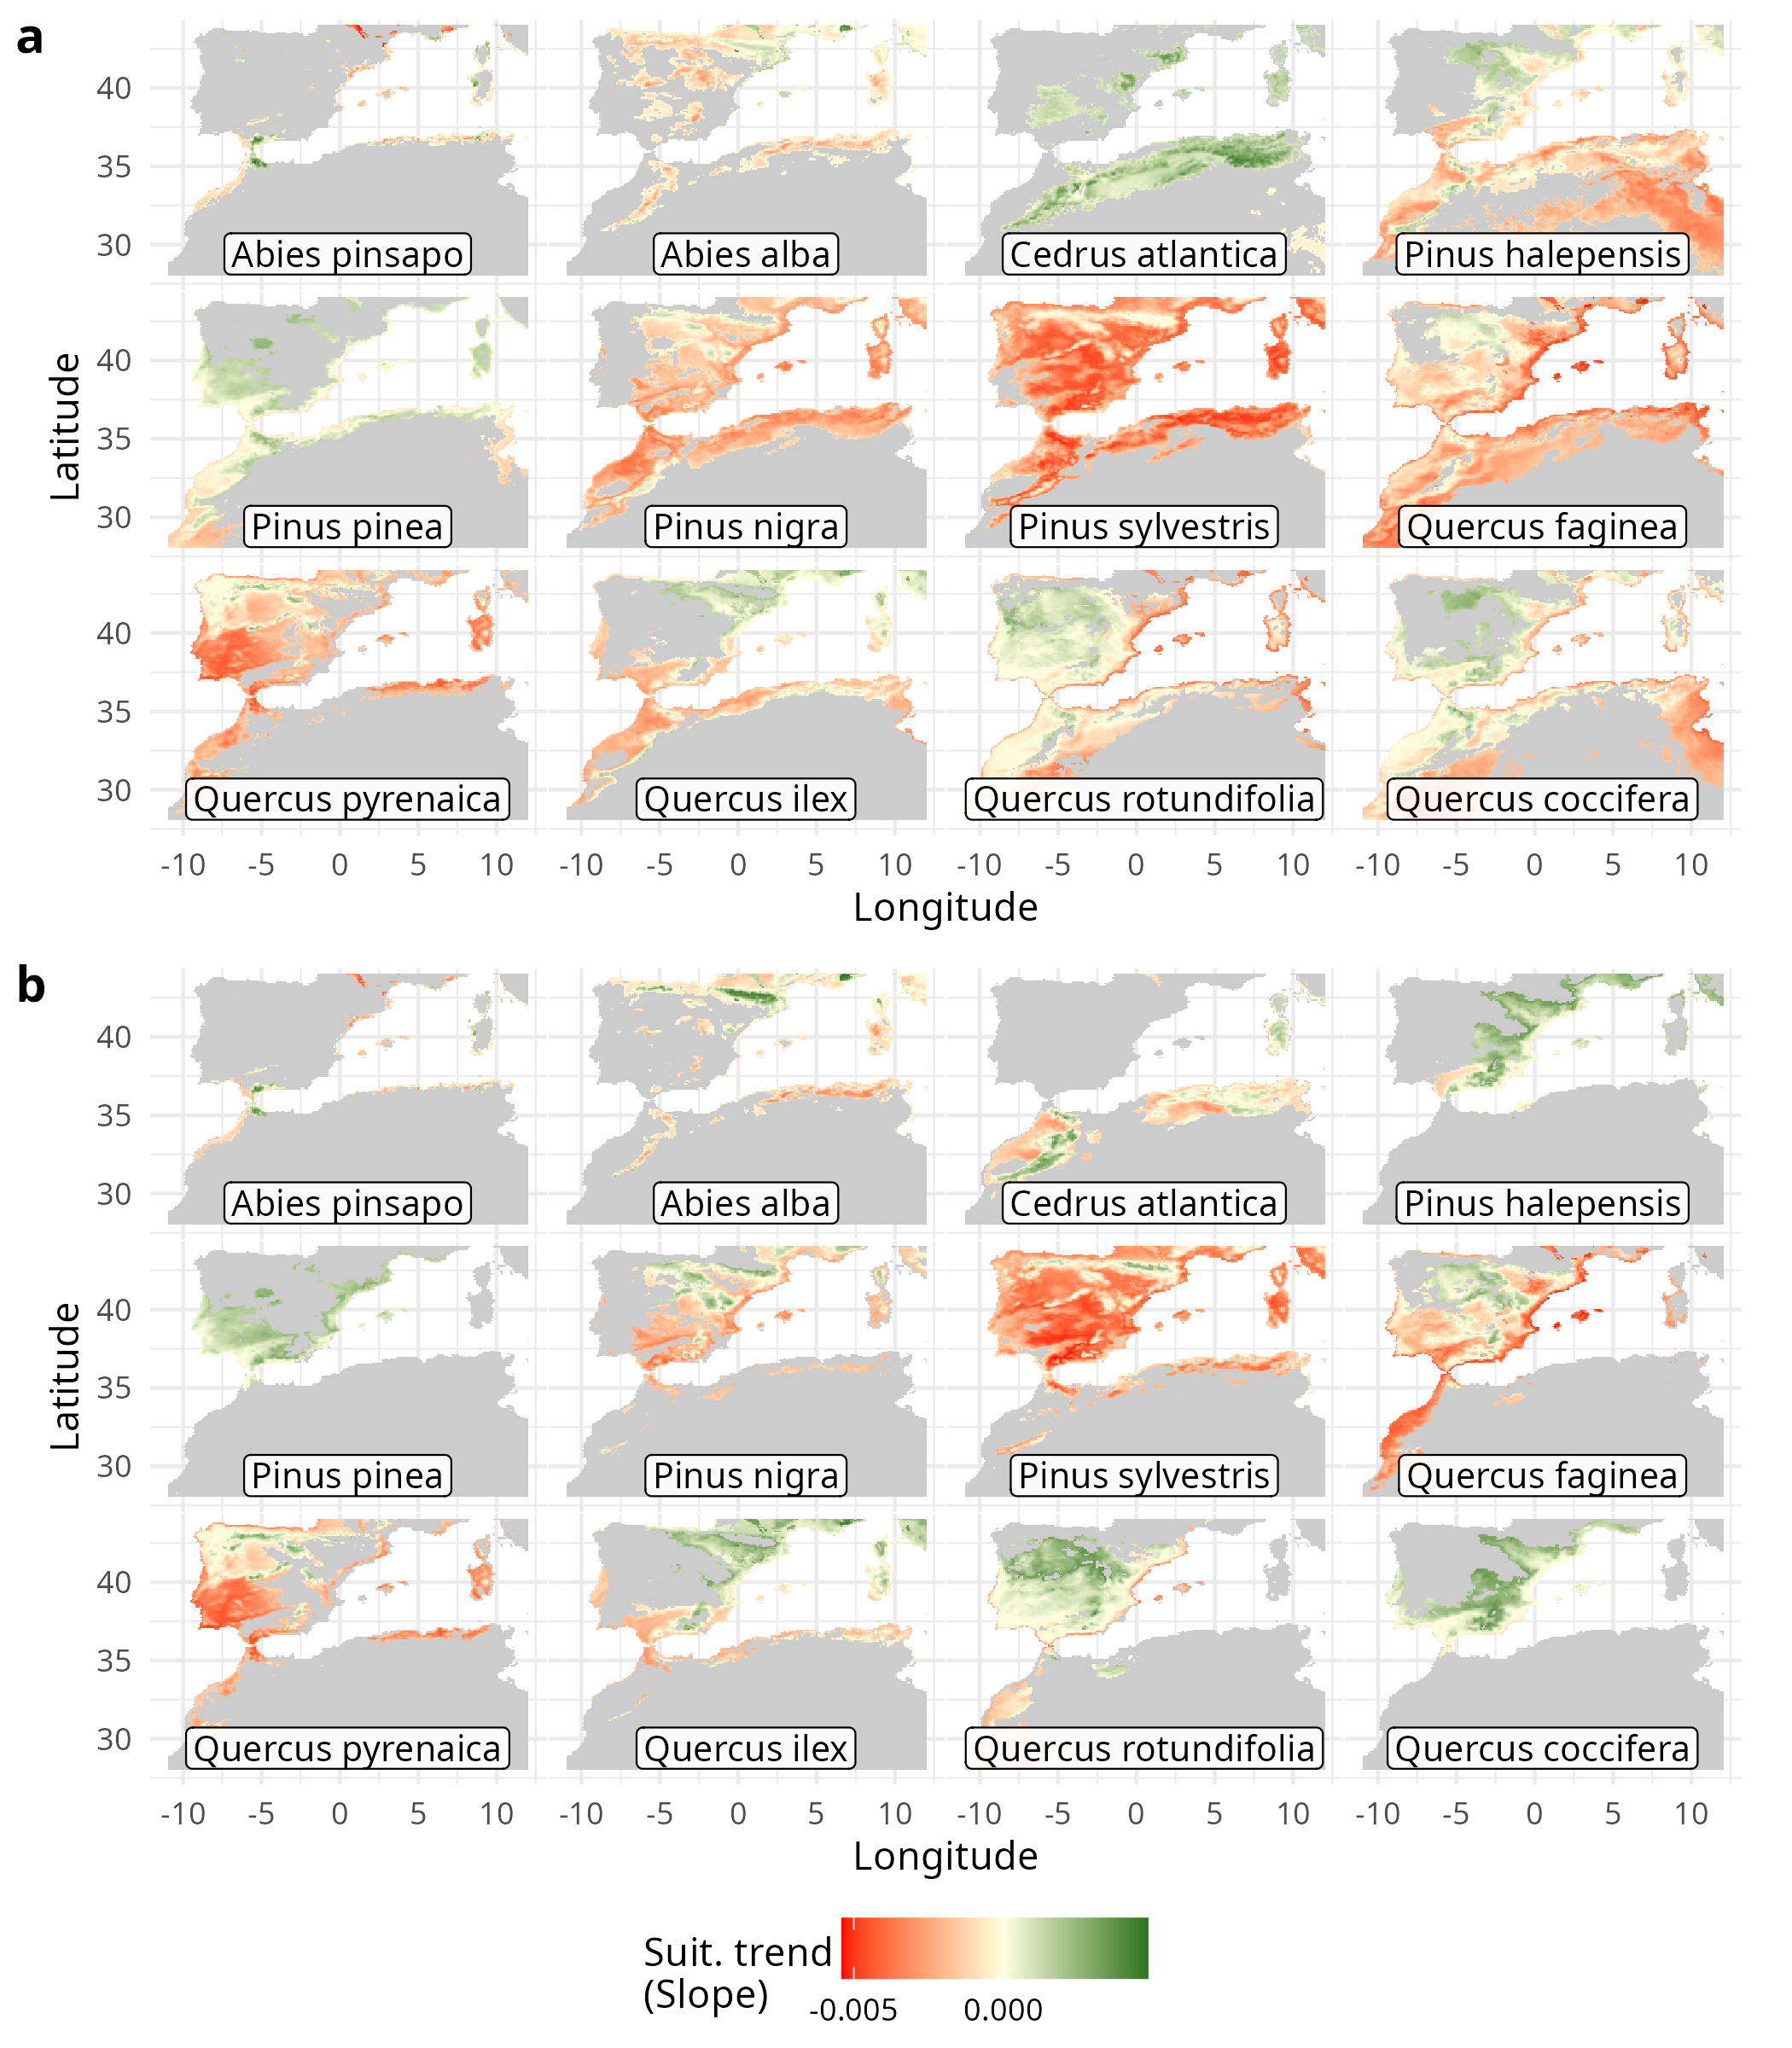 a
40
35
30
Abies pinsapo
Abies alba
Cedrus atlantica
Pinus halepensis
Latitude
40
35
30
Pinus pinea
Pinus nigra
Pinus sylvestris
Quercus faginea
40
35
30
Quercus pyrenaica
Quercus ilex
Quercus rotundifolia
Quercus coccifera
-10 -5 0 5 10 -10 -5 0 5 10 -10 -5 0 5 10 -10 -5 0 5 10
Longitude
b
40
35
30
Abies pinsapo
Abies alba
Cedrus atlantica
Pinus halepensis
Latitude
40
35
30
Pinus pinea
Pinus nigra
Pinus sylvestris
Quercus faginea
40
35
30
Quercus pyrenaica
Quercus ilex
Quercus rotundifolia
Quercus coccifera
-10 -5 0 5 10 -10 -5 0 5 10 -10 -5 0 5 10 -10 -5 0 5 10
Longitude
Suit. trend
(Slope)
-0.005 0.000